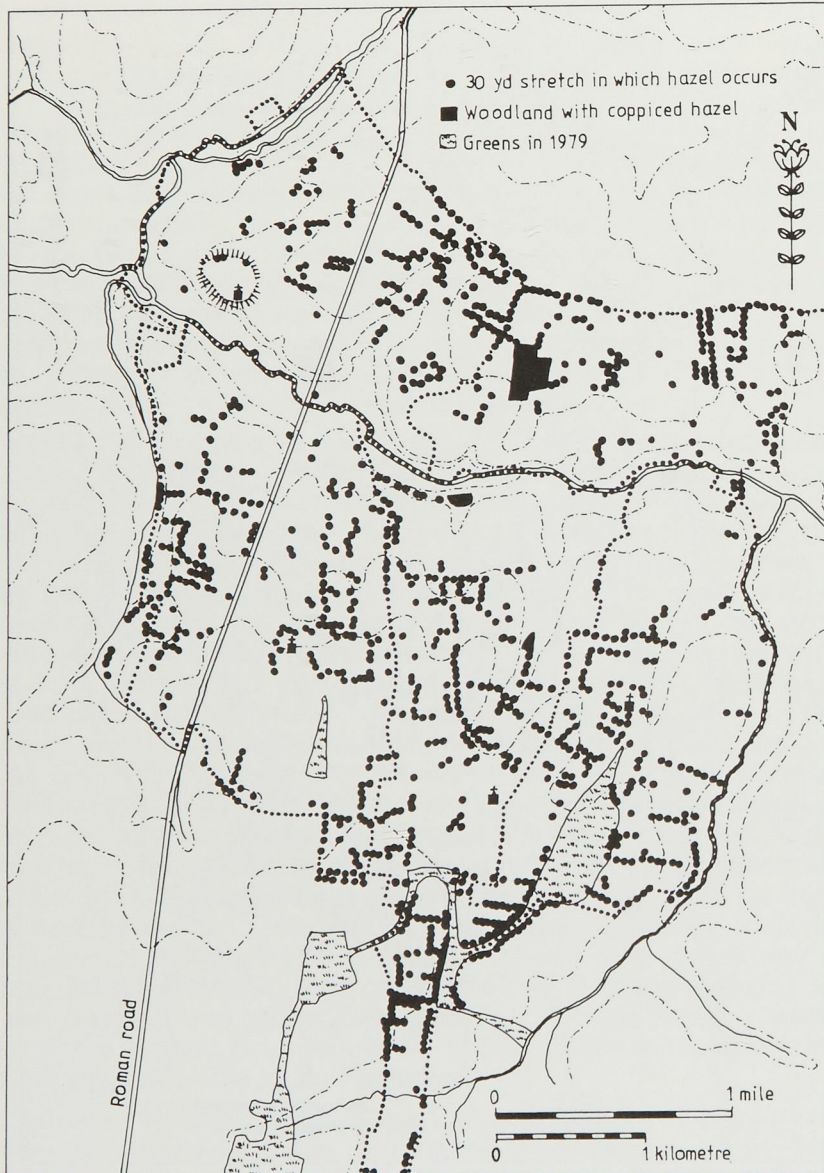 30 yd stretch in which hazel occurs
Woodland with coppiced hazel
Greens in 1979
N
Roman road
0 1 mile
0 1 kilometre